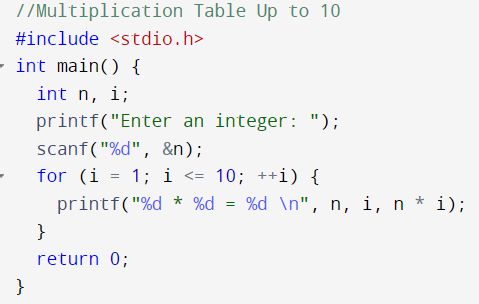 //Multiplication Table Up to 10
#include <stdio.h>
int main() {
  int n, i;
  printf("Enter an integer: ");
  scanf("%d", &n);
  for (i = 1; i <= 10; ++i) {
    printf("%d * %d = %d \n", n, i, n * i);
  }
  return 0;
}